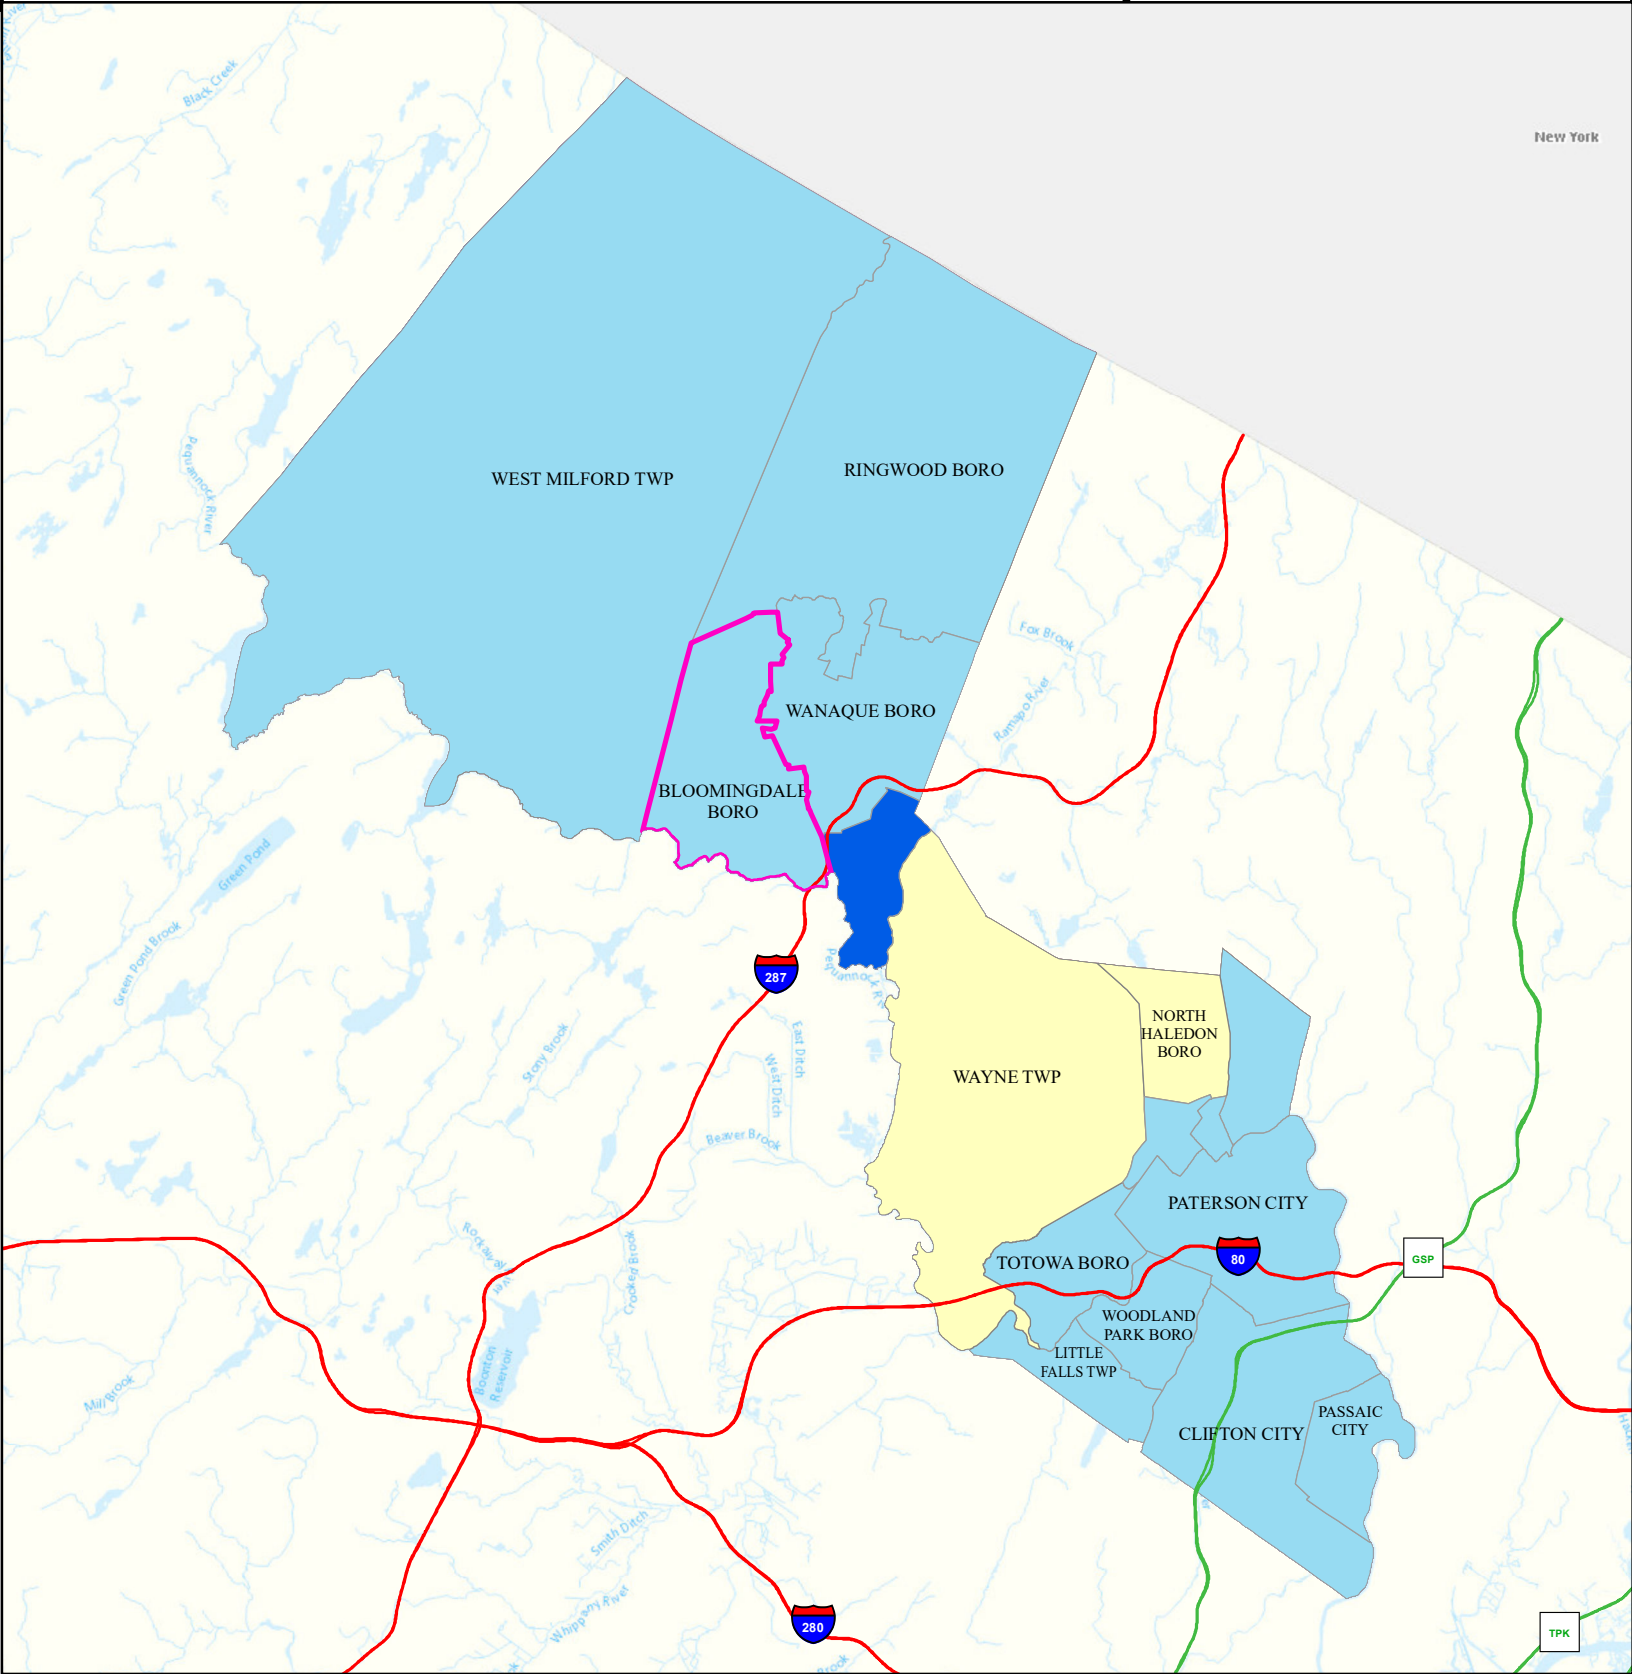 Black Creek
New York
Pequannock River
WEST MILFORD TWP
RINGWOOD BORO
Fox Brook
Ramapo River
WANAQUE BORO
BLOOMINGDALE
BORO
Green Pond
Green Pond Brook
287
Pequannock
Stony Brook
East Ditch
West Ditch
Beaver Brook
NORTH
HALEDON
BORO
WAYNE TWP
PATERSON CITY
Crooked Brook
TOTOWA BORO
80
GSP
WOODLAND
PARK BORO
LITTLE
FALLS TWP
Boonton
Reservoir
Mill Brook
PASSAIC
CITY
CLIFTON CITY
Smith Ditch
Whippany River
280
TPK
Brook